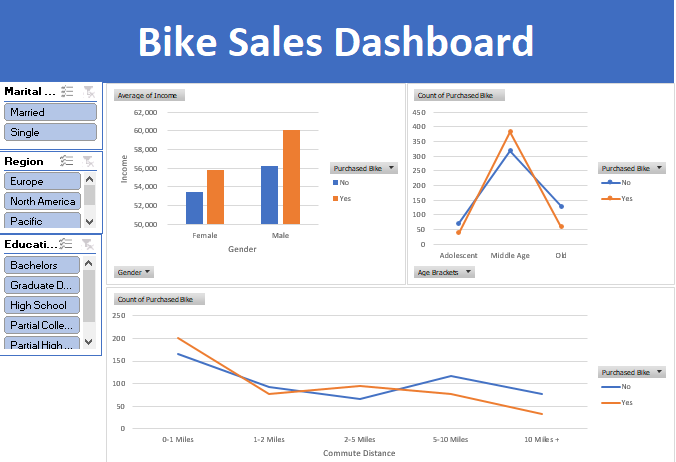 Bike Sales Dashboard
Marital ...
Married
Single
Region
Europe
North America
Pacific
Educati...
Bachelors
Graduate D...
High School
Partial Colle...
Partial High ...
Average of Income
62,000
60,000
58,000
56,000
54,000
52,000
50,000
Income
Female
Male
Gender
Purchased Bike
No
Yes
Gender
Count of Purchased Bike
450
400
350
300
250
200
150
100
50
0
Adolescent
Middle Age
Old
Purchased Bike
No
Yes
Age Brackets
Count of Purchased Bike
250
200
150
100
50
0
0-1 Miles
1-2 Miles
2-5 Miles
5-10 Miles
10 Miles +
Commute Distance
Purchased Bike
No
Yes